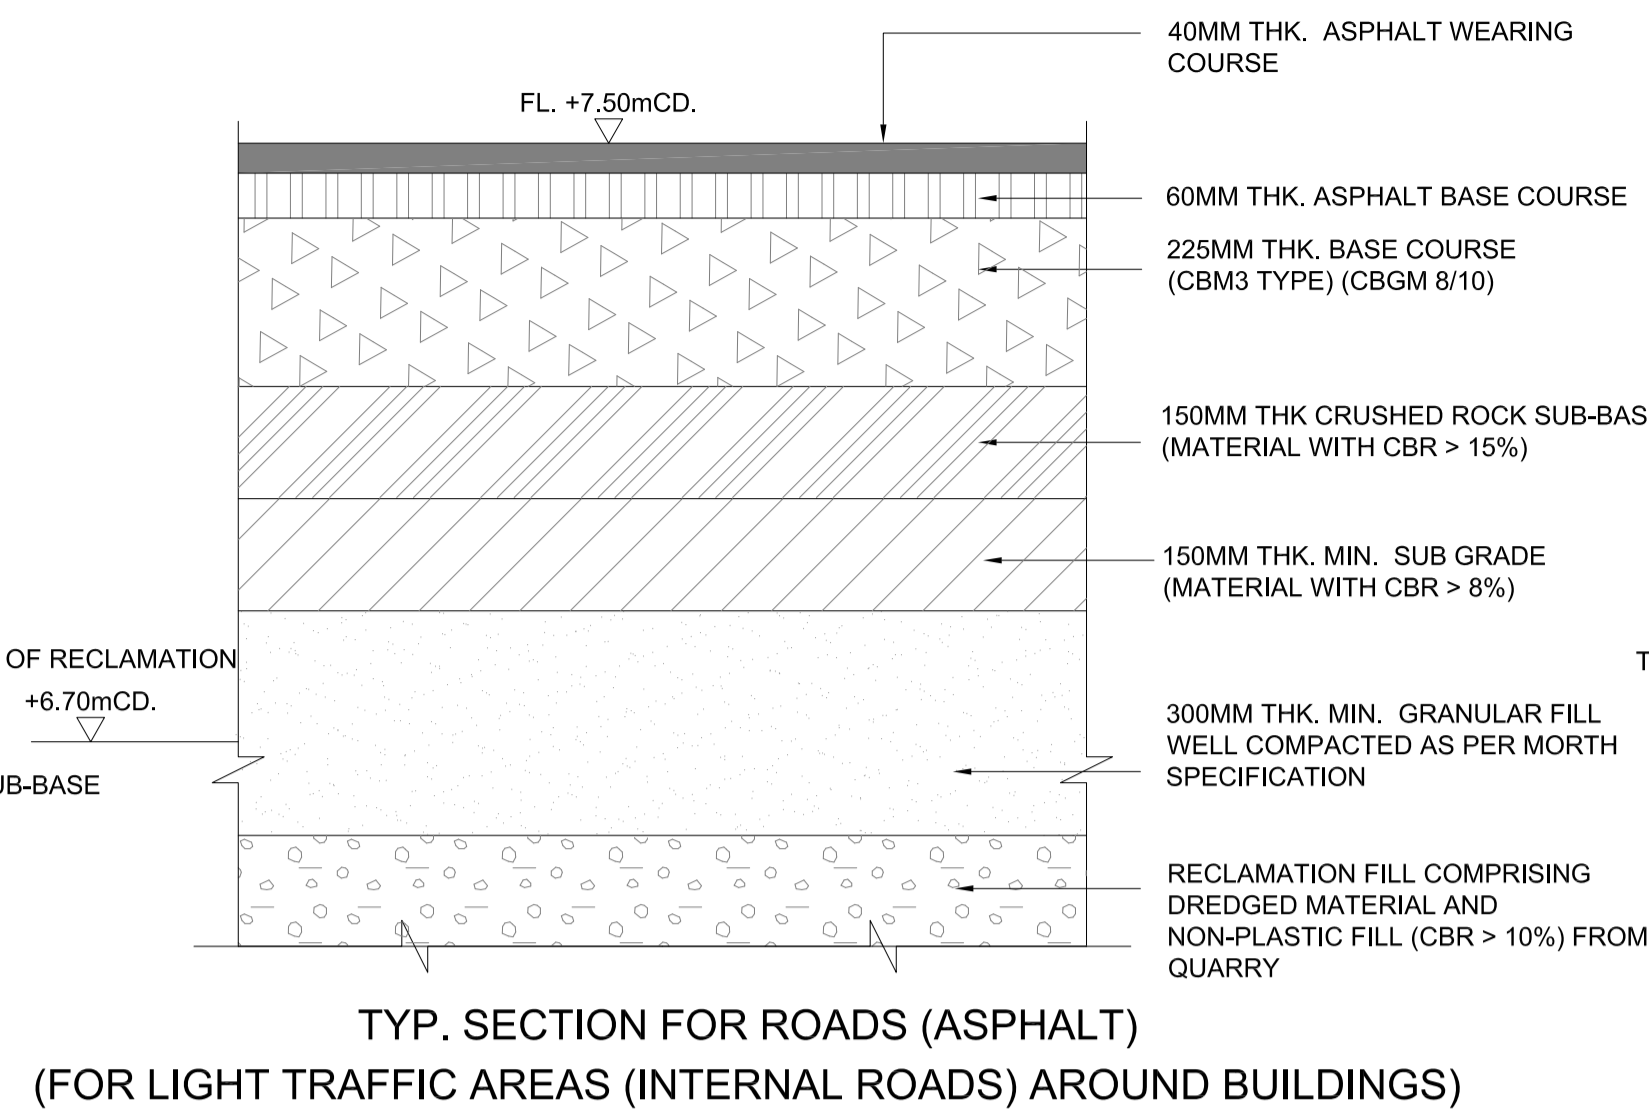 40MM THK. ASPHALT WEARING
COURSE
FL. +7.50mCD.
60MM THK. ASPHALT BASE COURSE
225MM THK. BASE COURSE
(CBM3 TYPE) (CBGM 8/10)
150MM THK CRUSHED ROCK SUB-BAS
(MATERIAL WITH CBR > 15%)
150MM THK. MIN. SUB GRADE
(MATERIAL WITH CBR > 8%)
OF RECLAMATION
+6.70mCD.
UB-BASE
T
300MM THK. MIN. GRANULAR FILL
WELL COMPACTED AS PER MORTH
SPECIFICATION
RECLAMATION FILL COMPRISING
DREDGED MATERIAL AND
NON-PLASTIC FILL (CBR > 10%) FROM
QUARRY
TYP. SECTION FOR ROADS (ASPHALT)
(FOR LIGHT TRAFFIC AREAS (INTERNAL ROADS) AROUND BUILDINGS)